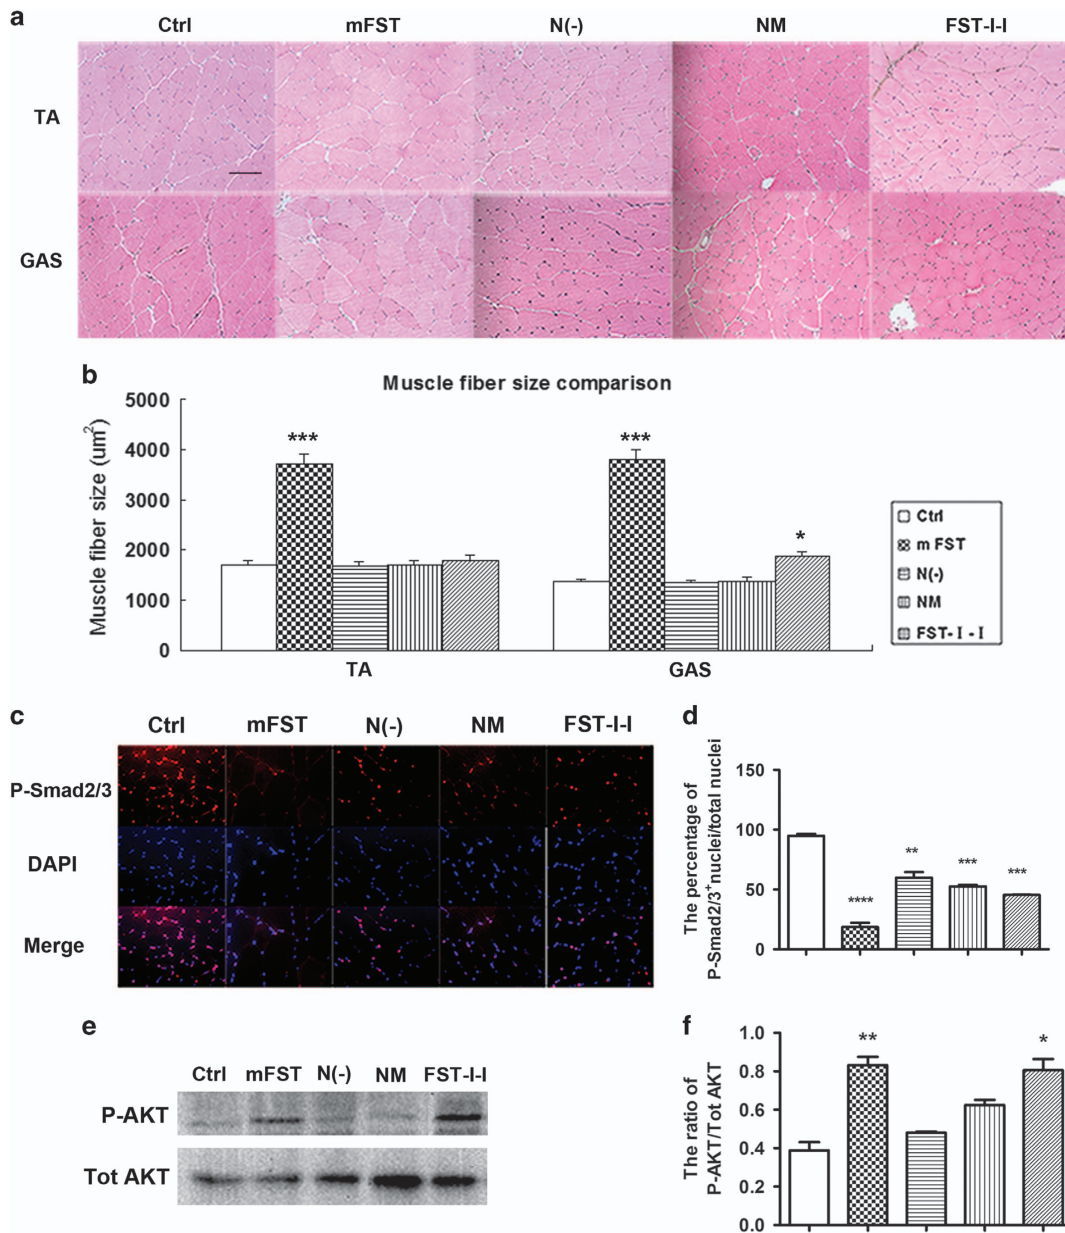 a
Ctrl mFST N(-) NM FST-I-I
TA
GAS
b
Muscle fiber size comparison
Muscle fiber size (um²)
5000
4000
3000
2000
1000
0
***
***
*
TA GAS
Ctrl
m FST
N(-)
NM
FST- I - I
c
Ctrl mFST N(-) NM FST-I-I
P-Smad2/3
DAPI
Merge
d
The percentage of
P-Smad2/3⁺nuclei/total nuclei
150
100
50
0
****
**
***
***
e
Ctrl mFST N(-) NM FST-I-I
P-AKT
Tot AKT
f
The ratio of
P-AKT/Tot AKT
1.0
0.8
0.6
0.4
0.2
0.0
**
*